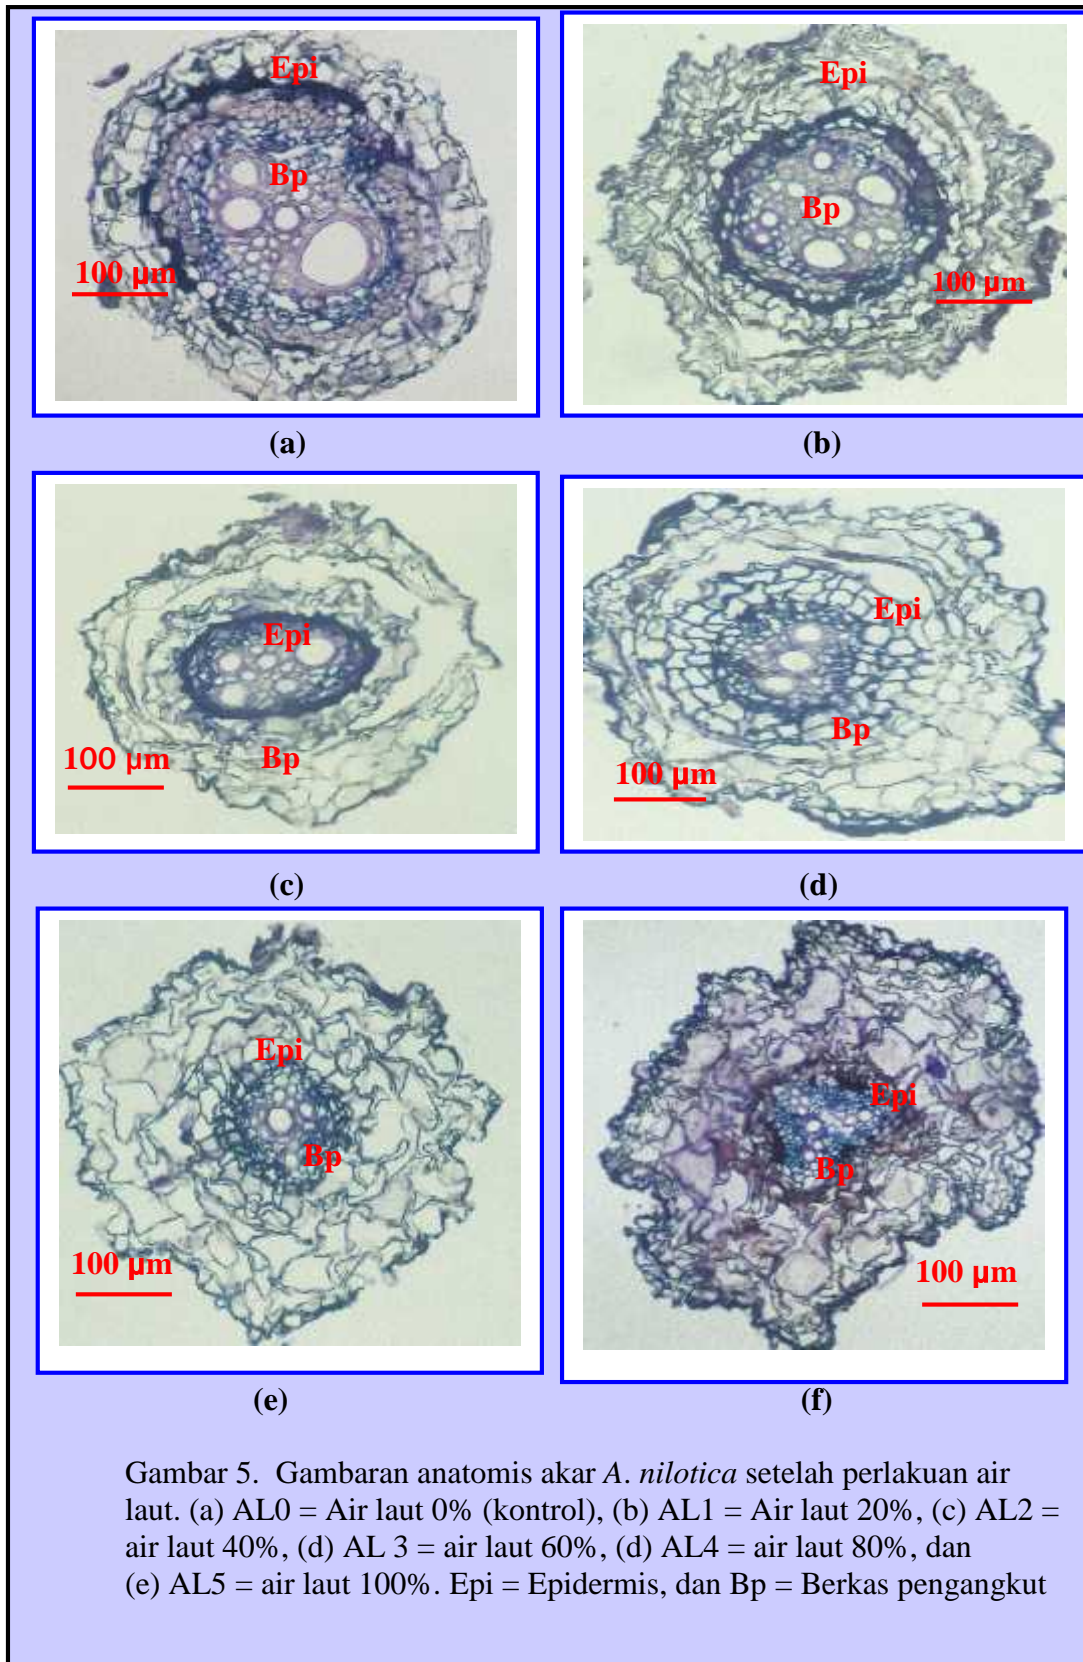 Epi
Bp
100 µm
(a)
Epi
Bp
100 µm
(b)
Epi
Bp
100 µm
(c)
Epi
Bp
100 µm
(d)
Epi
Bp
100 µm
(e)
Epi
Bp
100 µm
(f)
Gambar 5. Gambaran anatomis akar A. nilotica setelah perlakuan air
laut. (a) AL0 = Air laut 0% (kontrol), (b) AL1 = Air laut 20%, (c) AL2 =
air laut 40%, (d) AL 3 = air laut 60%, (d) AL4 = air laut 80%, dan
(e) AL5 = air laut 100%. Epi = Epidermis, dan Bp = Berkas pengangkut